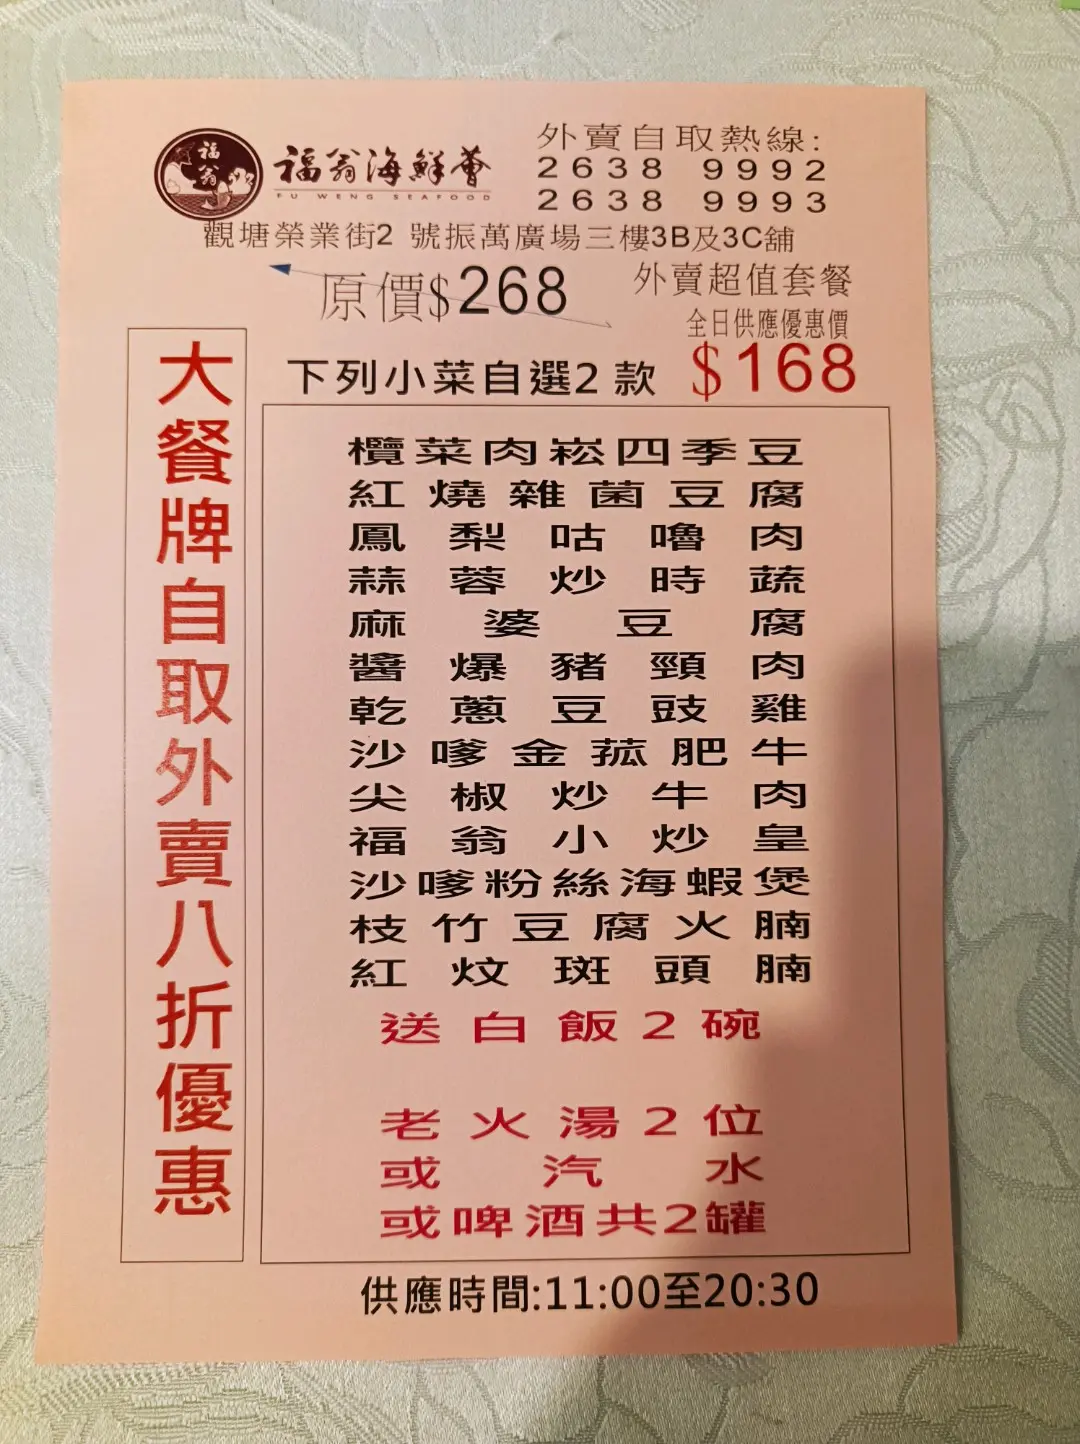 福翁
福翁海鮮薈
FU WENG SEAFOOD
外賣自取熱線:
2638 9992
2638 9993
觀塘榮業街2 號振萬廣場三樓3B及3C舖
原價$268
外賣超值套餐
全日供應優惠價
下列小菜自選2 款
$168
大餐牌自取外賣八折優惠
欖菜肉崧四季豆
紅燒雜菌豆腐
鳳梨咕嚕肉
蒜蓉炒時蔬
麻婆豆腐
醬爆豬頸肉
乾蔥豆豉雞
沙嗲金菰肥牛
尖椒炒牛肉
福翁小炒皇
沙嗲粉絲海蝦煲
枝竹豆腐火腩
紅炆斑頭腩
送白飯2碗
老火湯2位
或汽水
或啤酒共2罐
供應時間:11:00至20:30